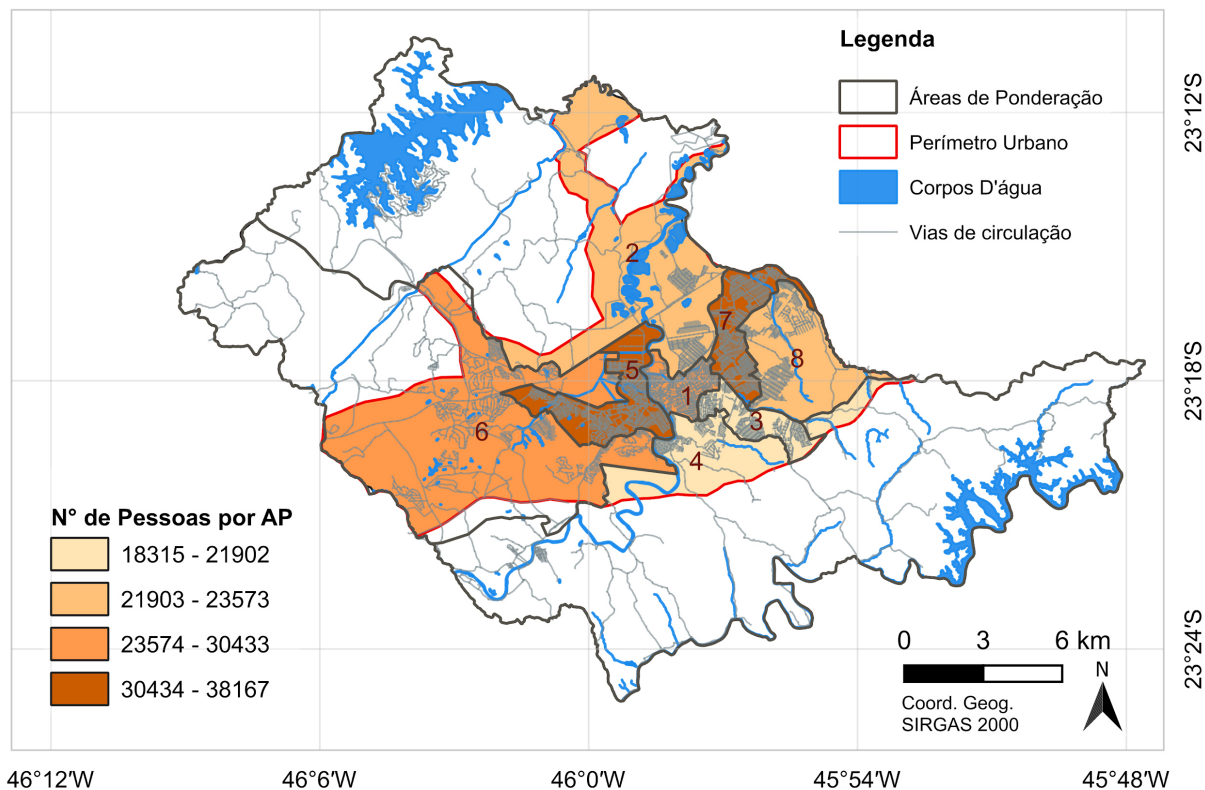 Legenda
Áreas de Ponderação
Perímetro Urbano
Corpos D'água
Vias de circulação
23°12'S
2
7
8
5
1
3
6
4
23°18'S
N° de Pessoas por AP
18315 - 21902
21903 - 23573
23574 - 30433
30434 - 38167
0 3 6 km
N
Coord. Geog.
SIRGAS 2000
23°24'S
46°12'W 46°6'W 46°0'W 45°54'W 45°48'W